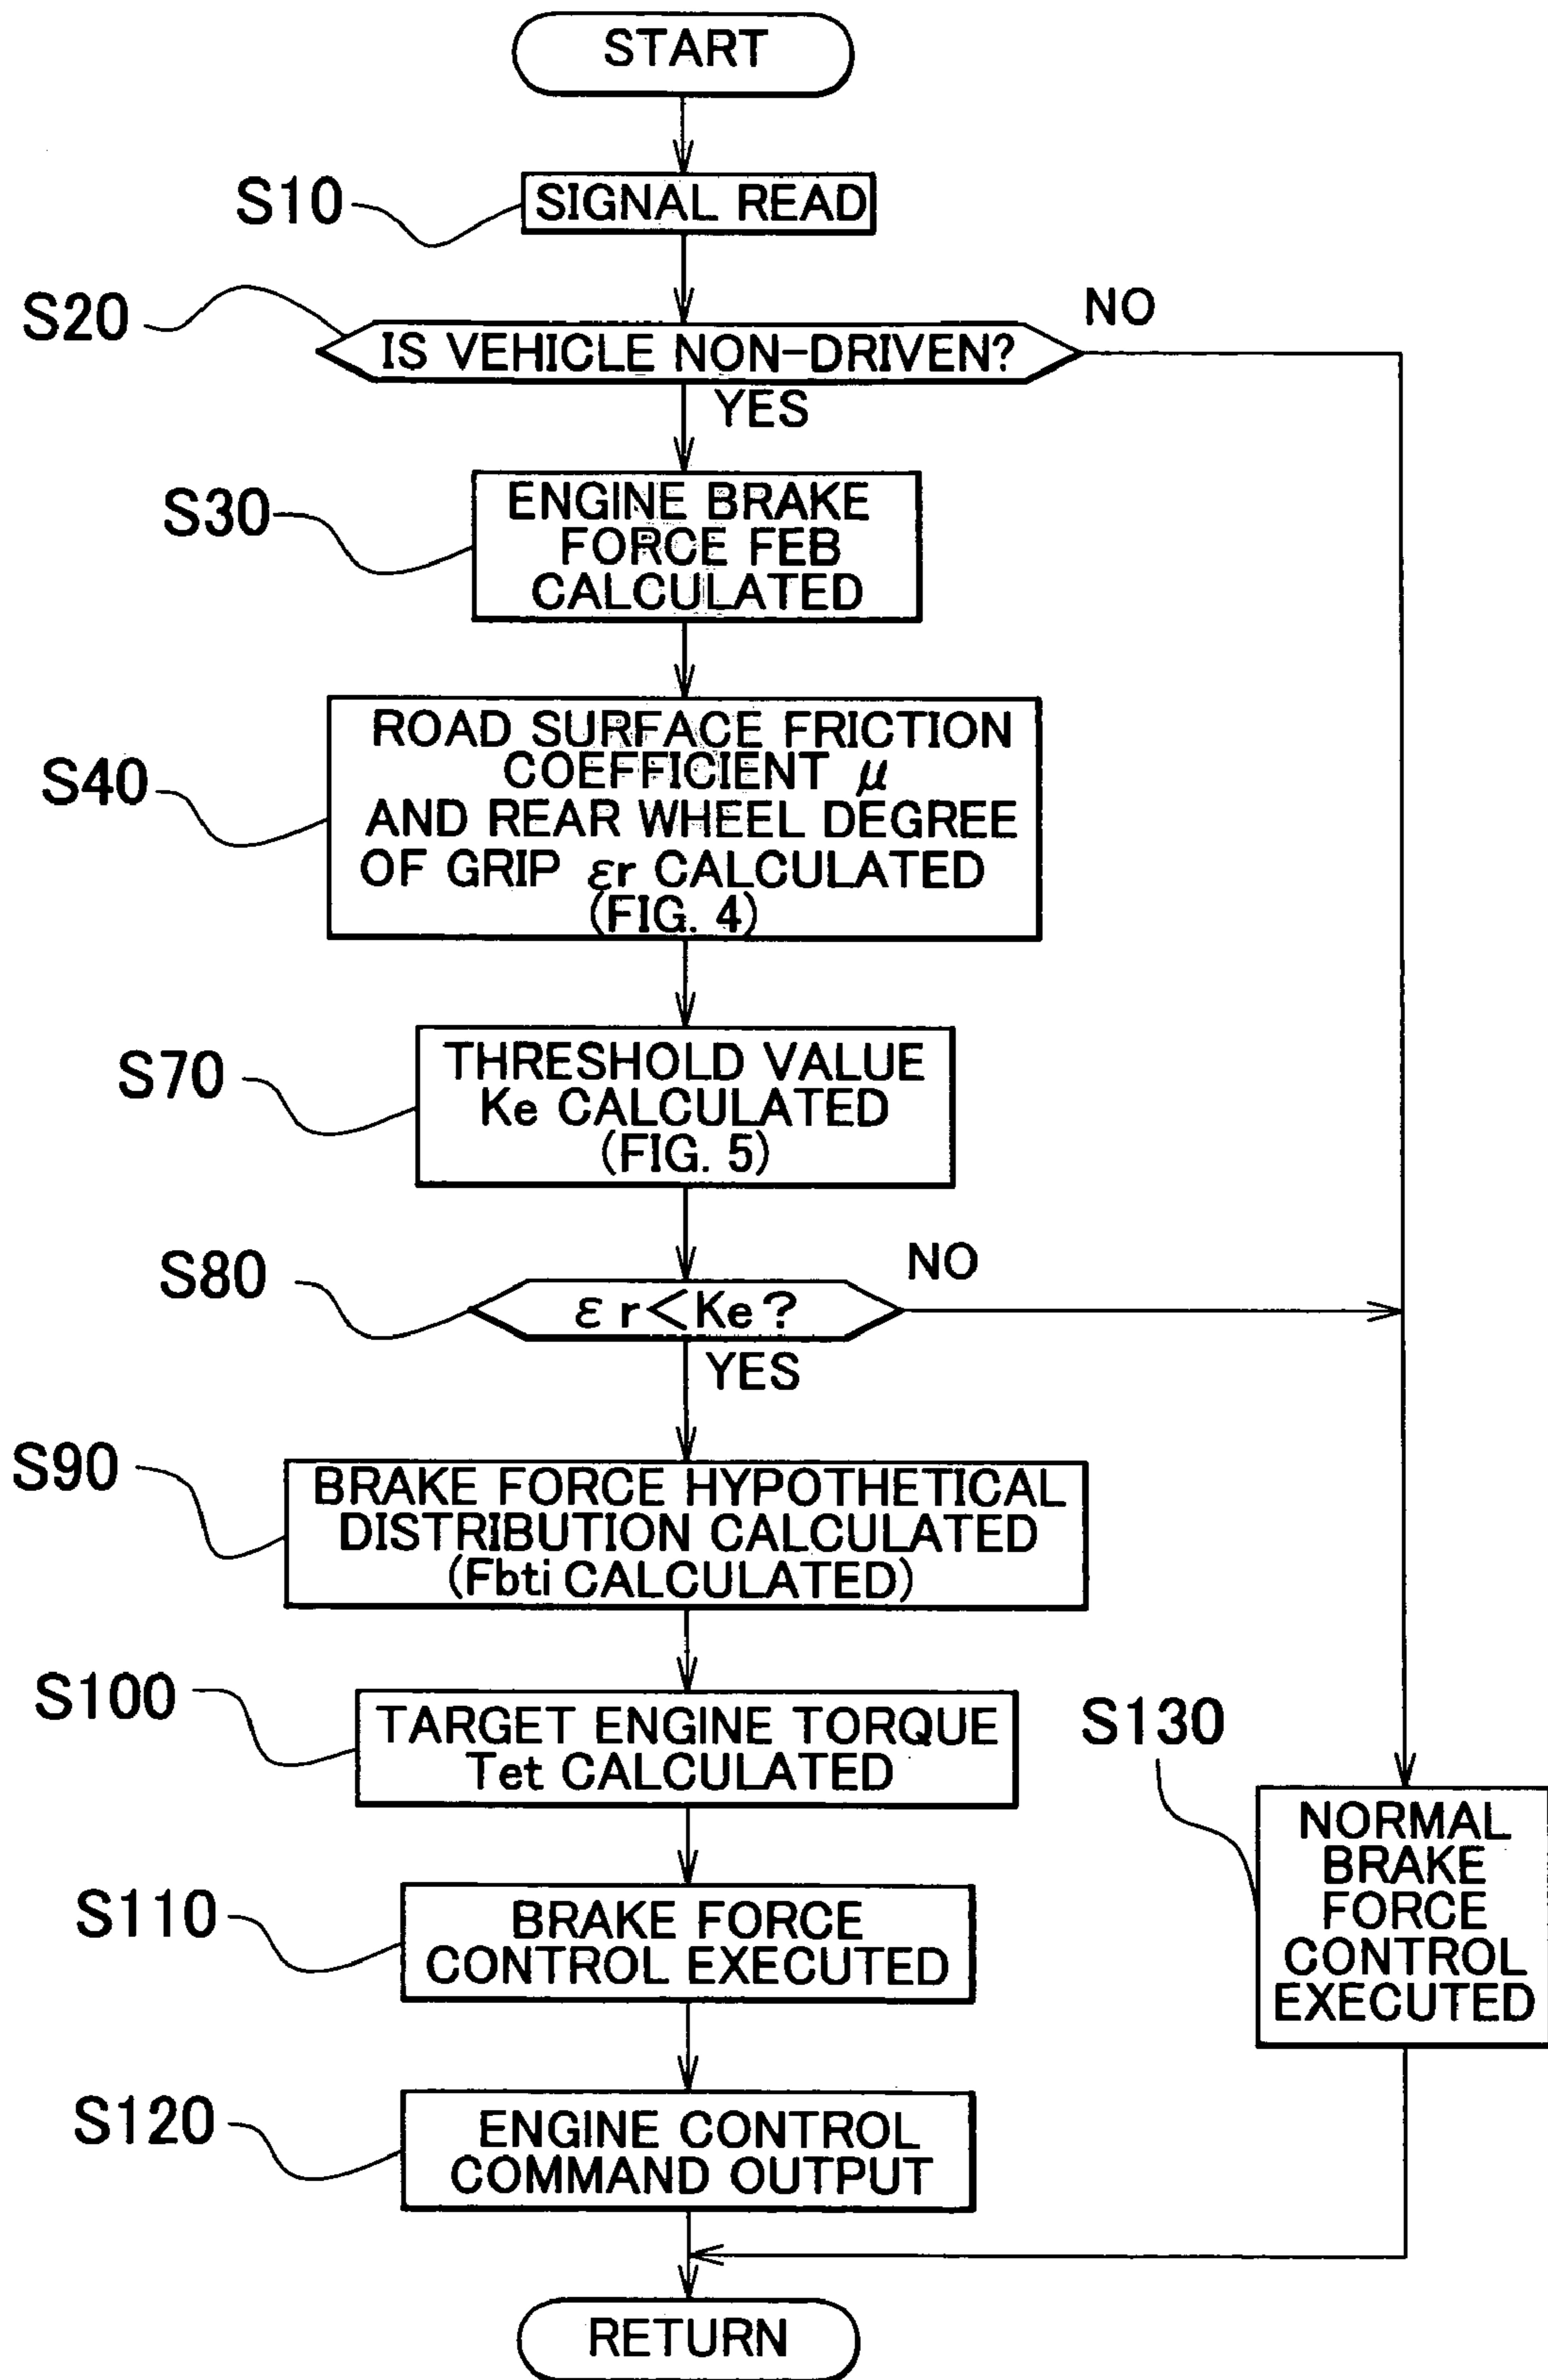 START
S10
SIGNAL READ
S20
NO
IS VEHICLE NON-DRIVEN?
YES
S30
ENGINE BRAKE
FORCE FEB
CALCULATED
S40
ROAD SURFACE FRICTION
COEFFICIENT μ
AND REAR WHEEL DEGREE
OF GRIP εr CALCULATED
(FIG. 4)
S70
THRESHOLD VALUE
Ke CALCULATED
(FIG. 5)
S80
NO
εr<Ke?
YES
S90
BRAKE FORCE HYPOTHETICAL
DISTRIBUTION CALCULATED
(Fbti CALCULATED)
S100
TARGET ENGINE TORQUE
Tet CALCULATED
S110
BRAKE FORCE
CONTROL EXECUTED
S120
ENGINE CONTROL
COMMAND OUTPUT
S130
NORMAL
BRAKE
FORCE
CONTROL
EXECUTED
RETURN